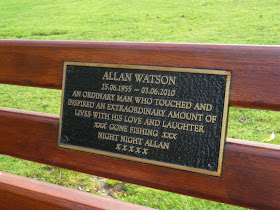 ALLAN WATSON
25.06.1955 ~ 03.06.2010
AN ORDINARY MAN WHO TOUCHED AND
INSPIRED AN EXTRAORDINARY AMOUNT OF
LIVES WITH HIS LOVE AND LAUGHTER
XXX GONE FISHING XXX
NIGHT NIGHT ALLAN
XXXXX